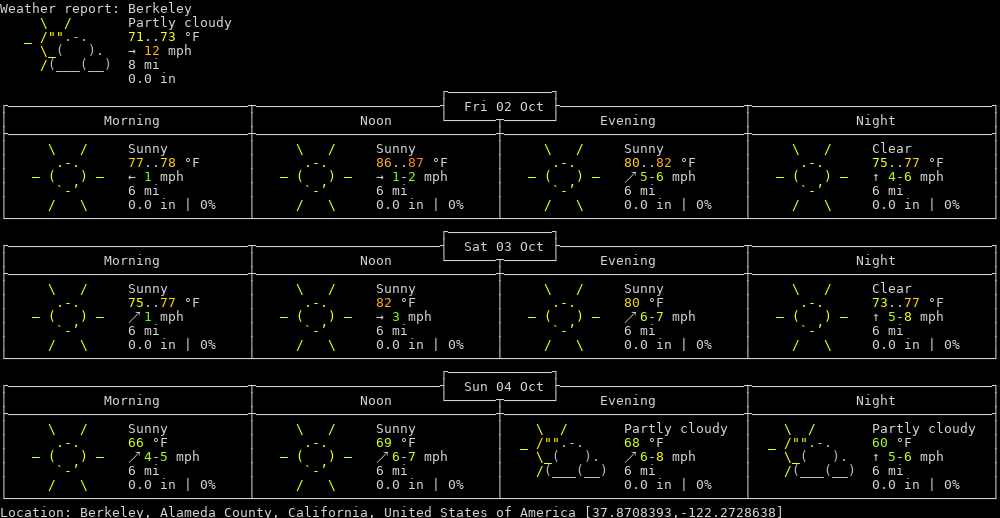 Weather report: Berkeley
Partly cloudy
71..73 °F
→ 12 mph
8 mi
0.0 in
Fri 02 Oct
Morning Noon Evening Night
Sunny Sunny Sunny Clear
77..78 °F 86..87 °F 80..82 °F 75..77 °F
← 1 mph → 1-2 mph ↗ 5-6 mph ↑ 4-6 mph
6 mi 6 mi 6 mi 6 mi
0.0 in | 0% 0.0 in | 0% 0.0 in | 0% 0.0 in | 0%
Sat 03 Oct
Morning Noon Evening Night
Sunny Sunny Sunny Clear
75..77 °F 82 °F 80 °F 73..77 °F
↗ 1 mph → 3 mph ↗ 6-7 mph ↑ 5-8 mph
6 mi 6 mi 6 mi 6 mi
0.0 in | 0% 0.0 in | 0% 0.0 in | 0% 0.0 in | 0%
Sun 04 Oct
Morning Noon Evening Night
Sunny Sunny Partly cloudy Partly cloudy
66 °F 69 °F 68 °F 60 °F
↗ 4-5 mph ↗ 6-7 mph ↗ 6-8 mph ↑ 5-6 mph
6 mi 6 mi 6 mi 6 mi
0.0 in | 0% 0.0 in | 0% 0.0 in | 0% 0.0 in | 0%
Location: Berkeley, Alameda County, California, United States of America [37.8708393,-122.2728638]